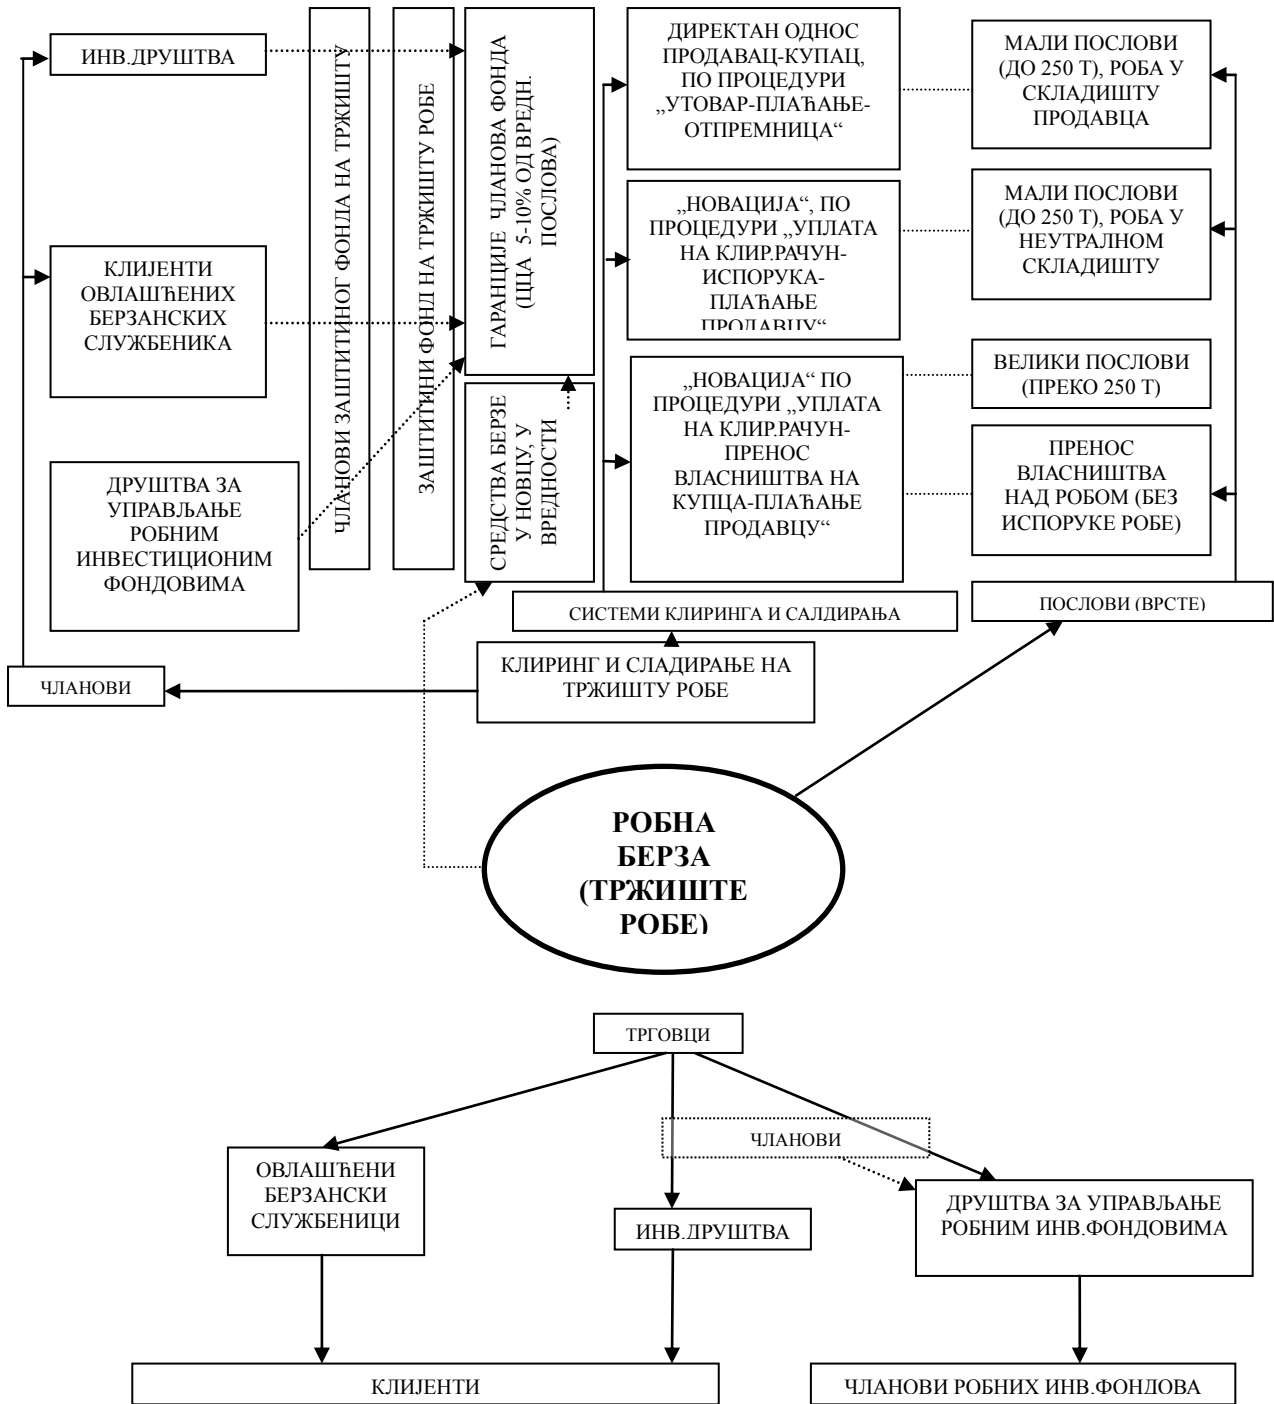 ИНВ.ДРУШТВА
КЛИЈЕНТИ
ОВЛАШЋЕНИХ
БЕРЗАНСКИХ
СЛУЖБЕНИКА
ДРУШТВА ЗА
УПРАВЉАЊЕ
РОБНИМ
ИНВЕСТИЦИОНИМ
ФОНДОВИМА
ЧЛАНОВИ
ЧЛАНОВИ ЗАШТИТИНОГ ФОНДА НА ТРЖИШТУ
ЗАШТИТИНИ ФОНД НА ТРЖИШТУ РОБЕ
ГАРАНЦИЈЕ ЧЛАНОВА ФОНДА
(ЦЦА 5-10% ОД ВРЕДН.
ПОСЛОВА)
СРЕДСТВА БЕРЗЕ
У НОВЦУ, У
ВРЕДНОСТИ
ДИРЕКТАН ОДНОС
ПРОДАВАЦ-КУПАЦ,
ПО ПРОЦЕДУРИ
„УТОВАР-ПЛАЋАЊЕ-
ОТПРЕМНИЦА“
„НОВАЦИЈА“, ПО
ПРОЦЕДУРИ „УПЛАТА
НА КЛИР.РАЧУН-
ИСПОРУКА-
ПЛАЋАЊЕ
ПРОДАВЦУ“
„НОВАЦИЈА“ ПО
ПРОЦЕДУРИ „УПЛАТА
НА КЛИР.РАЧУН-
ПРЕНОС
ВЛАСНИШТВА НА
КУПЦА-ПЛАЋАЊЕ
ПРОДАВЦУ“
МАЛИ ПОСЛОВИ
(ДО 250 Т), РОБА У
СКЛАДИШТУ
ПРОДАВЦА
МАЛИ ПОСЛОВИ
(ДО 250 Т), РОБА У
НЕУТРАЛНОМ
СКЛАДИШТУ
ВЕЛИКИ ПОСЛОВИ
(ПРЕКО 250 Т)
ПРЕНОС
ВЛАСНИШТВА
НАД РОБОМ (БЕЗ
ИСПОРУКЕ РОБЕ)
СИСТЕМИ КЛИРИНГА И САЛДИРАЊА
ПОСЛОВИ (ВРСТЕ)
КЛИРИНГ И СЛАДИРАЊЕ НА
ТРЖИШТУ РОБЕ
РОБНА
БЕРЗА
(ТРЖИШТЕ
РОБЕ)
ТРГОВЦИ
ЧЛАНОВИ
ОВЛАШЋЕНИ
БЕРЗАНСКИ
СЛУЖБЕНИЦИ
ИНВ.ДРУШТВА
ДРУШТВА ЗА УПРАВЉАЊЕ
РОБНИМ ИНВ.ФОНДОВИМА
КЛИЈЕНТИ
ЧЛАНОВИ РОБНИХ ИНВ.ФОНДОВА